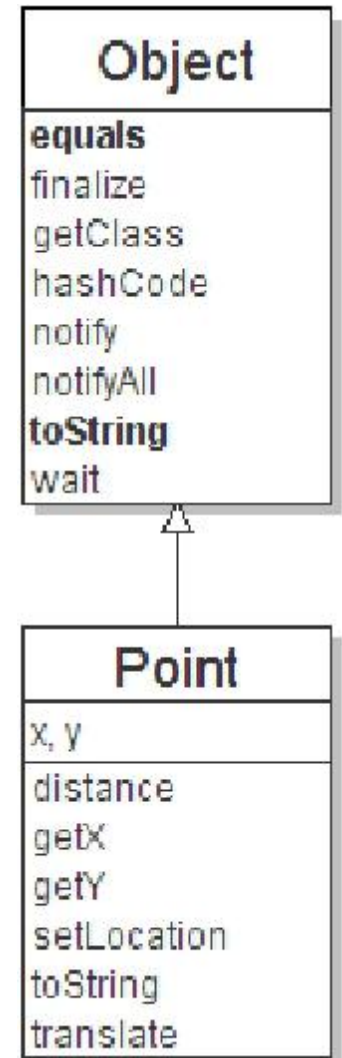 Object
equals
finalize
getClass
hashCode
notify
notifyAll
toString
wait
Point
x, y
distance
getX
getY
setLocation
toString
translate